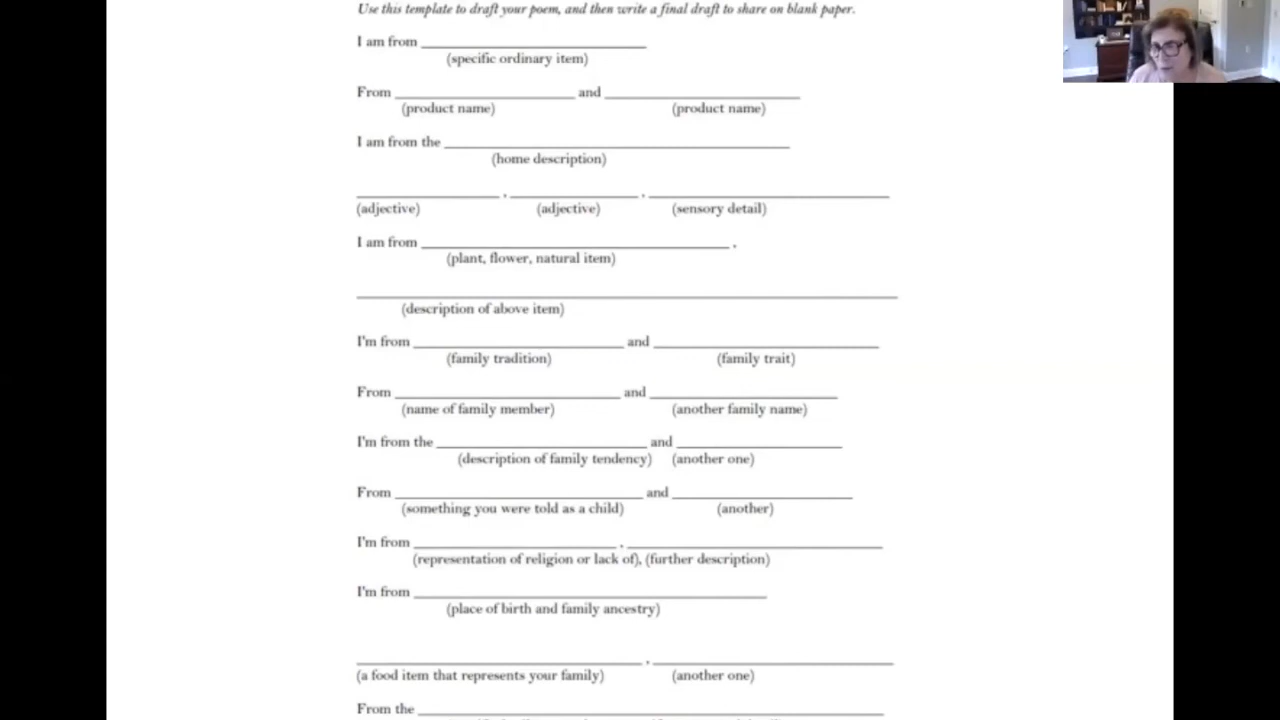 Use this template to draft your poem, and then write a final draft to share on blank paper.
I am from
(specific ordinary item)
From and
(product name) (product name)
I am from the
(home description)
, ,
(adjective) (adjective) (sensory detail)
I am from .
(plant, flower, natural item)
(description of above item)
I'm from and
(family tradition) (family trait)
From and
(name of family member) (another family name)
I'm from the and
(description of family tendency) (another one)
From and
(something you were told as a child) (another)
I'm from ,
(representation of religion or lack of), (further description)
I'm from
(place of birth and family ancestry)
,
(a food item that represents your family) (another one)
From the